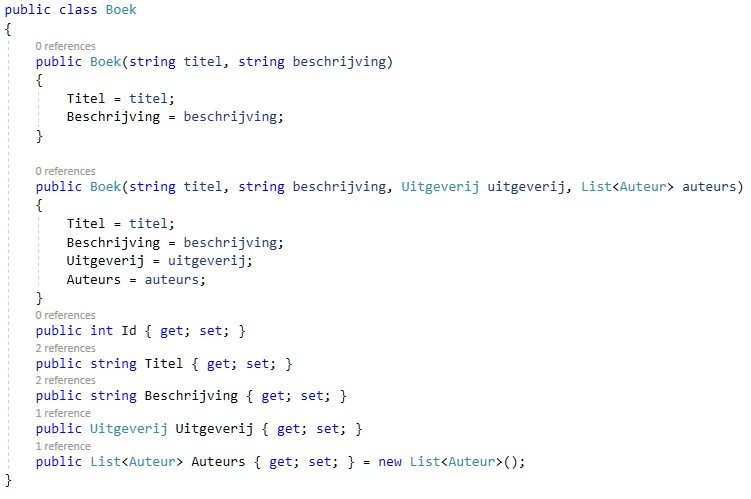 public class Boek
{
0 references
public Boek(string titel, string beschrijving)
{
Titel = titel;
Beschrijving = beschrijving;
}
0 references
public Boek(string titel, string beschrijving, Uitgeverij uitgeverij, List<Auteur> auteurs)
{
Titel = titel;
Beschrijving = beschrijving;
Uitgeverij = uitgeverij;
Auteurs = auteurs;
}
0 references
public int Id { get; set; }
2 references
public string Titel { get; set; }
2 references
public string Beschrijving { get; set; }
1 reference
public Uitgeverij Uitgeverij { get; set; }
1 reference
public List<Auteur> Auteurs { get; set; } = new List<Auteur>();
}